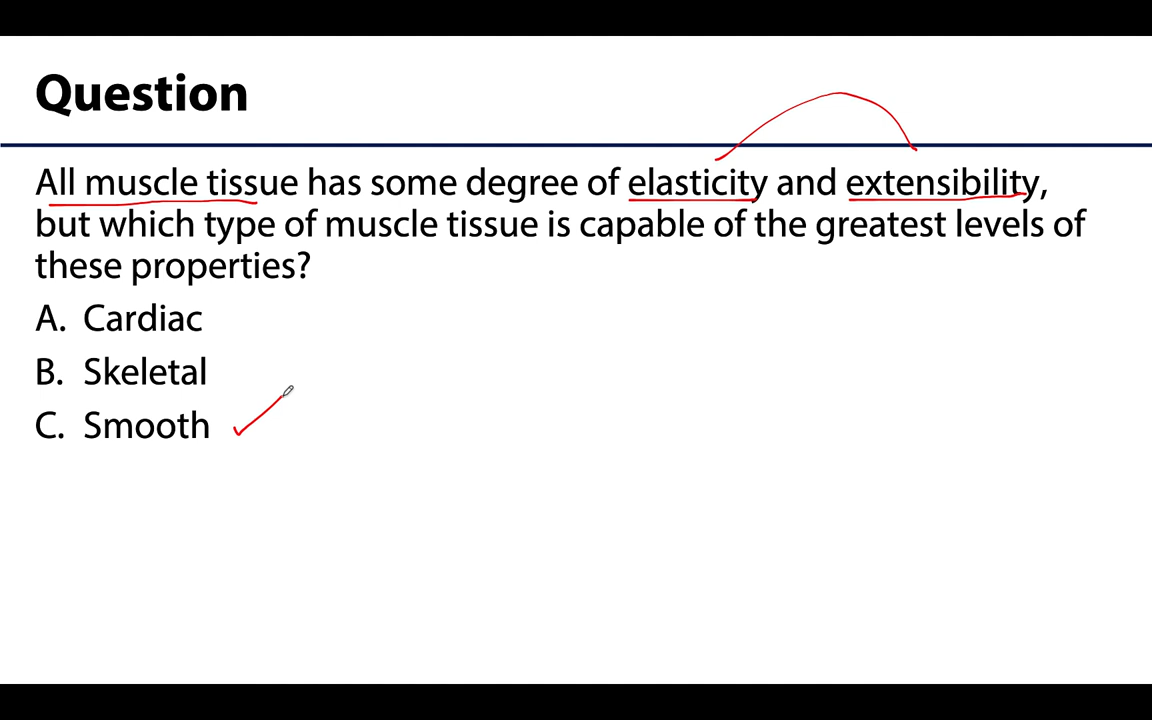 Question
All muscle tissue has some degree of elasticity and extensibility,
but which type of muscle tissue is capable of the greatest levels of
these properties?
A. Cardiac
B. Skeletal
C. Smooth